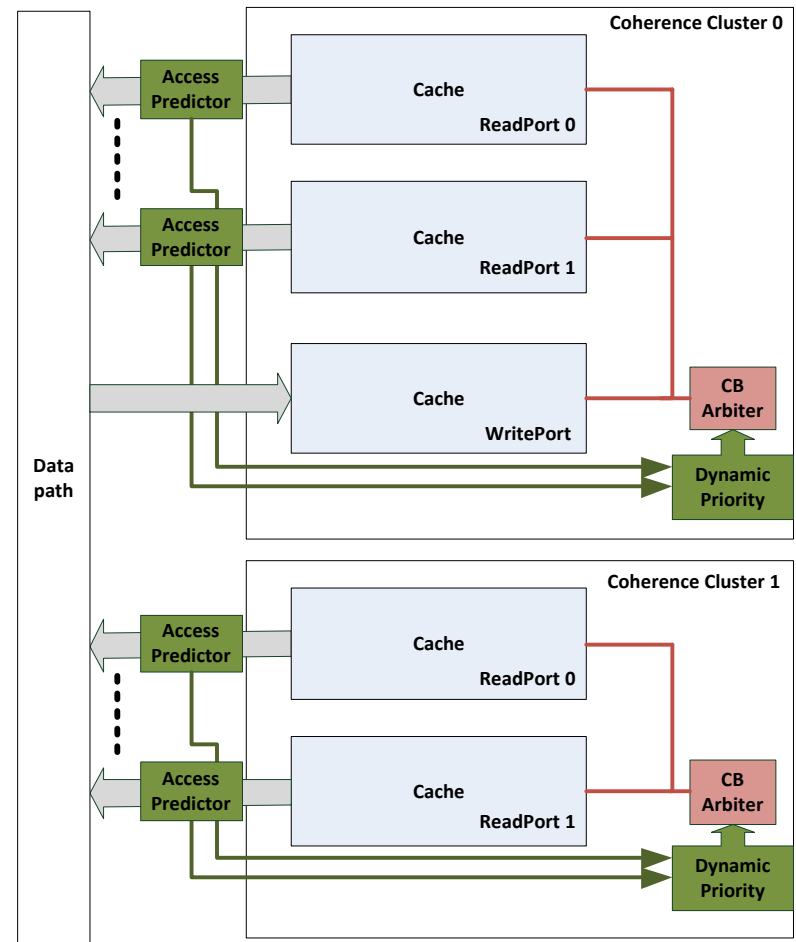 Coherence Cluster 0
Access
Predictor
Cache
ReadPort 0
Access
Predictor
Cache
ReadPort 1
Cache
WritePort
CB
Arbiter
Data
path
Dynamic
Priority
Coherence Cluster 1
Access
Predictor
Cache
ReadPort 0
Access
Predictor
Cache
ReadPort 1
CB
Arbiter
Dynamic
Priority